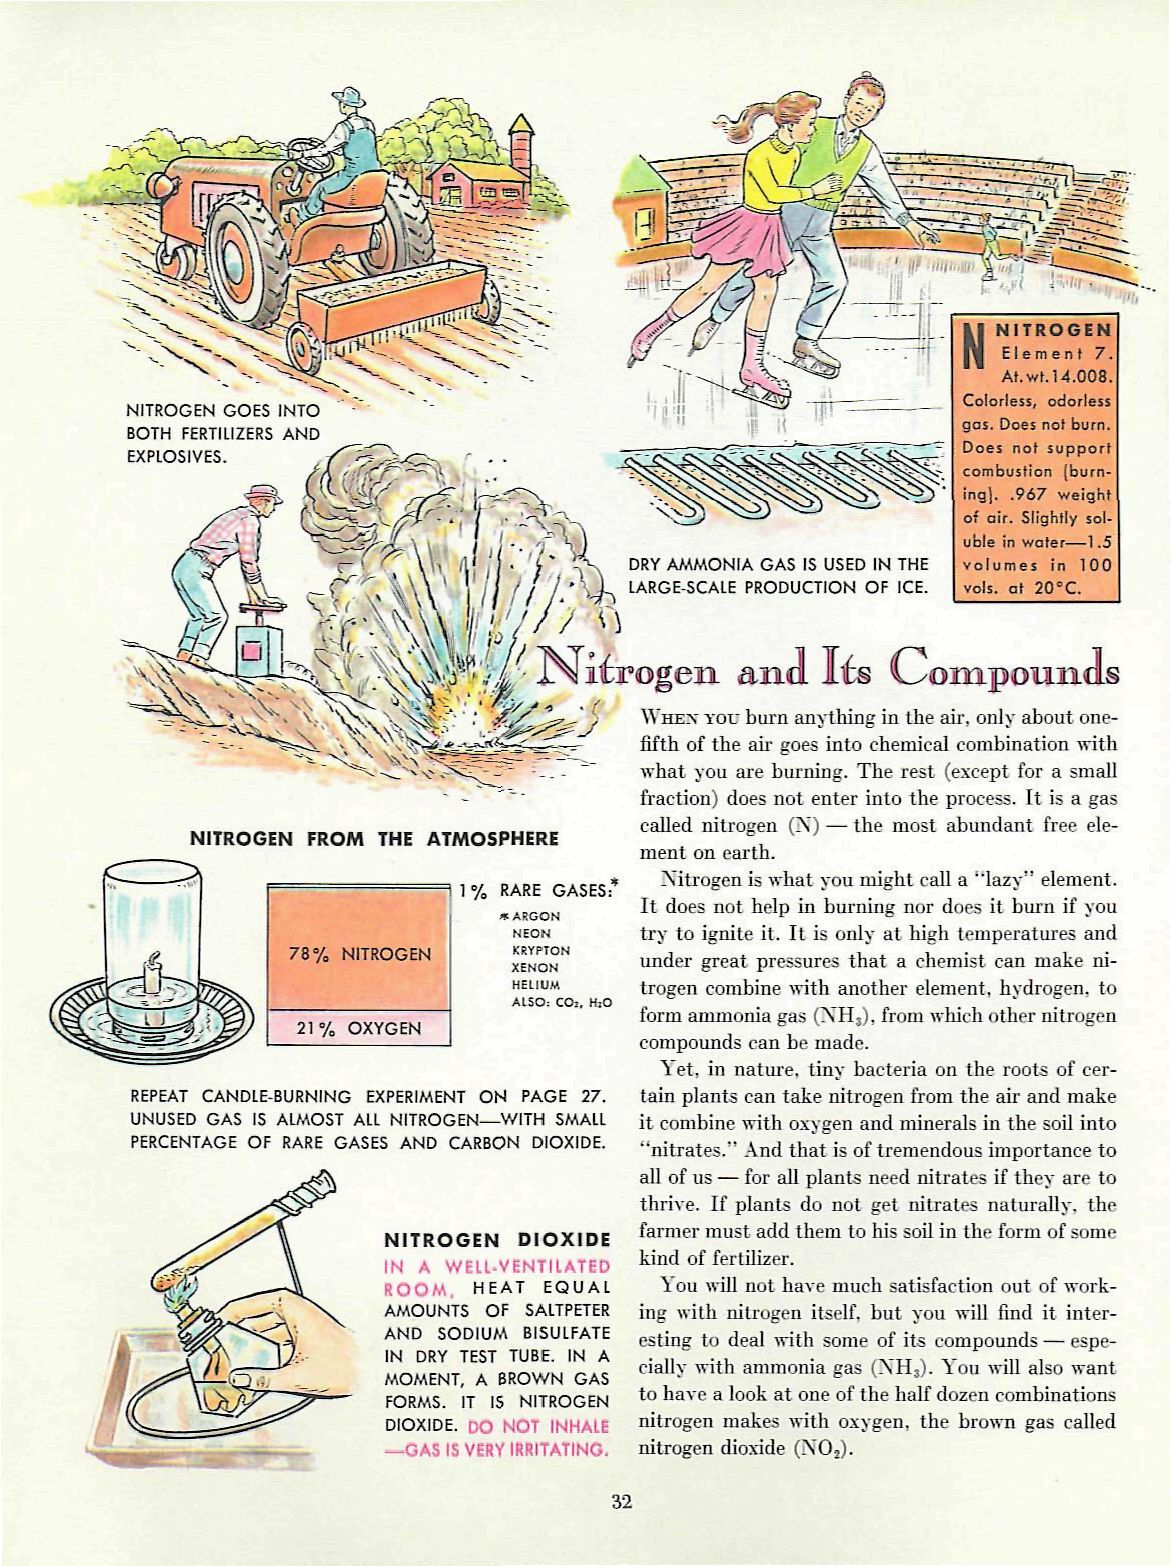 NITROGEN GOES INTO
BOTH FERTILIZERS AND
EXPLOSIVES.
DRY AMMONIA GAS IS USED IN THE
LARGE-SCALE PRODUCTION OF ICE.
N NITROGEN
Element 7.
At. wt. 14.008.
Colorless, odorless
gas. Does not burn.
Does not support
combustion (burn-
ing). .967 weight
of air. Slightly sol-
uble in water—1.5
volumes in 100
vols. at 20°C.
Nitrogen and Its Compounds
WHEN YOU burn anything in the air, only about one-
fifth of the air goes into chemical combination with
what you are burning. The rest (except for a small
fraction) does not enter into the process. It is a gas
called nitrogen (N) — the most abundant free ele-
ment on earth.
Nitrogen is what you might call a “lazy” element.
It does not help in burning nor does it burn if you
try to ignite it. It is only at high temperatures and
under great pressures that a chemist can make ni-
trogen combine with another element, hydrogen, to
form ammonia gas (NH₃), from which other nitrogen
compounds can be made.
Yet, in nature, tiny bacteria on the roots of cer-
tain plants can take nitrogen from the air and make
it combine with oxygen and minerals in the soil into
“nitrates.” And that is of tremendous importance to
all of us — for all plants need nitrates if they are to
thrive. If plants do not get nitrates naturally, the
farmer must add them to his soil in the form of some
kind of fertilizer.
You will not have much satisfaction out of work-
ing with nitrogen itself, but you will find it inter-
esting to deal with some of its compounds — espe-
cially with ammonia gas (NH₃). You will also want
to have a look at one of the half dozen combinations
nitrogen makes with oxygen, the brown gas called
nitrogen dioxide (NO₂).
NITROGEN FROM THE ATMOSPHERE
1% RARE GASES:*
* ARGON
NEON
KRYPTON
XENON
HELIUM
ALSO: CO₂, H₂O
78% NITROGEN
21% OXYGEN
REPEAT CANDLE-BURNING EXPERIMENT ON PAGE 27.
UNUSED GAS IS ALMOST ALL NITROGEN—WITH SMALL
PERCENTAGE OF RARE GASES AND CARBON DIOXIDE.
NITROGEN DIOXIDE
IN A WELL-VENTILATED
ROOM, HEAT EQUAL
AMOUNTS OF SALTPETER
AND SODIUM BISULFATE
IN DRY TEST TUBE. IN A
MOMENT, A BROWN GAS
FORMS. IT IS NITROGEN
DIOXIDE. DO NOT INHALE
—GAS IS VERY IRRITATING.
32